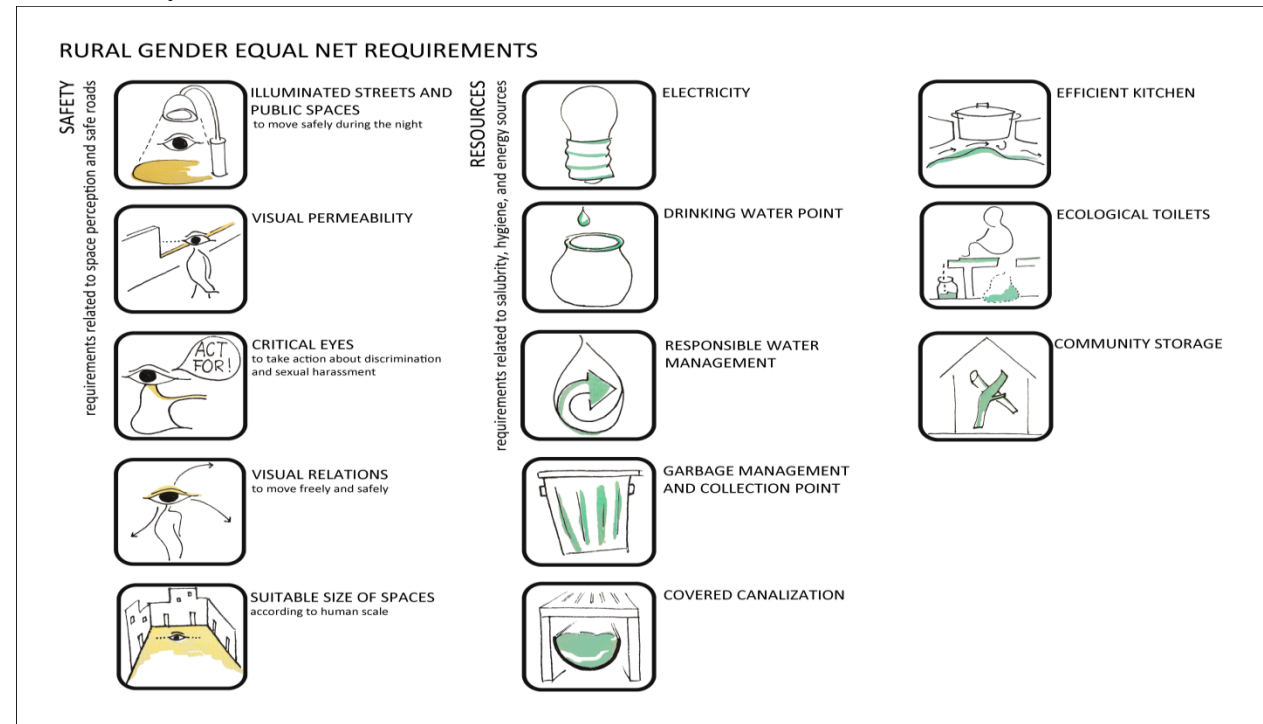 RURAL GENDER EQUAL NET REQUIREMENTS
SAFETY
requirements related to space perception and safe roads
ILLUMINATED STREETS AND
PUBLIC SPACES
to move safely during the night
VISUAL PERMEABILITY
ACT
FOR!
CRITICAL EYES
to take action about discrimination
and sexual harassment
VISUAL RELATIONS
to move freely and safely
SUITABLE SIZE OF SPACES
according to human scale
RESOURCES
requirements related to salubrity, hygiene, and energy sources
ELECTRICITY
DRINKING WATER POINT
RESPONSIBLE WATER
MANAGEMENT
GARBAGE MANAGEMENT
AND COLLECTION POINT
COVERED CANALIZATION
EFFICIENT KITCHEN
ECOLOGICAL TOILETS
COMMUNITY STORAGE